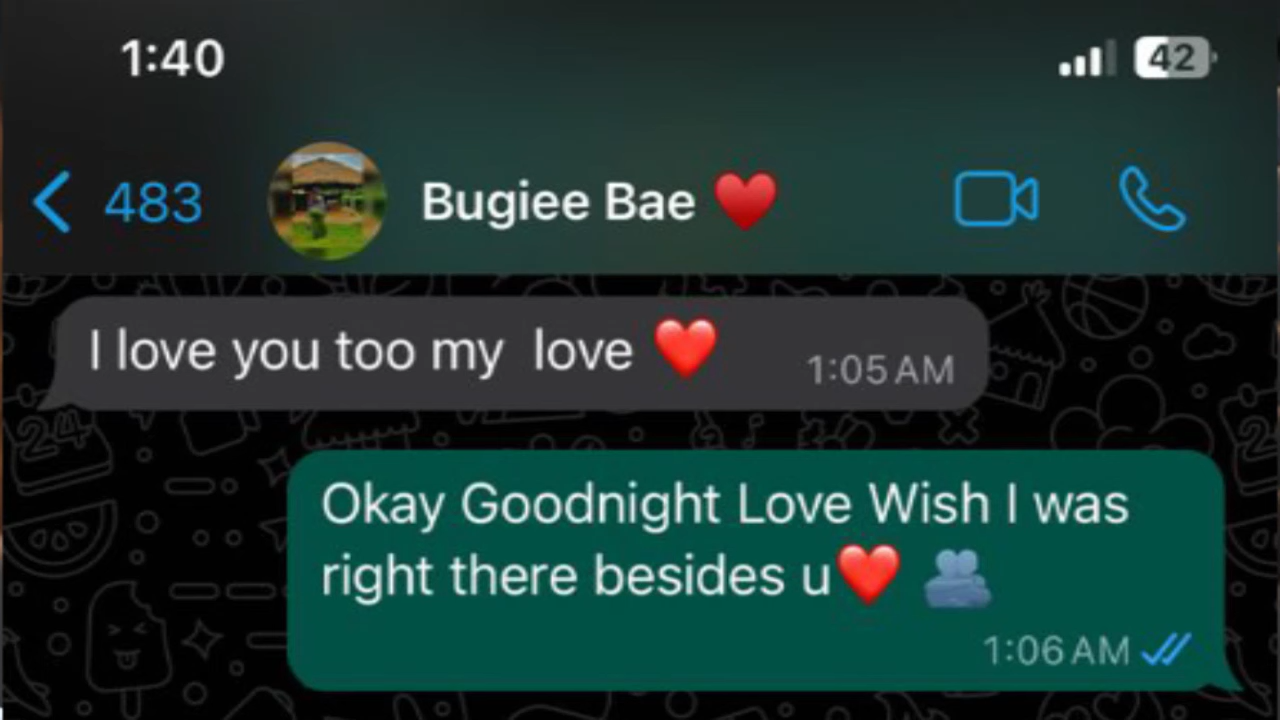 1:40 42
483 Bugiee Bae ❤️
I love you too my  love ❤️ 1:05 AM
Okay Goodnight Love Wish I was
right there besides u❤️ 🫂
1:06 AM
24